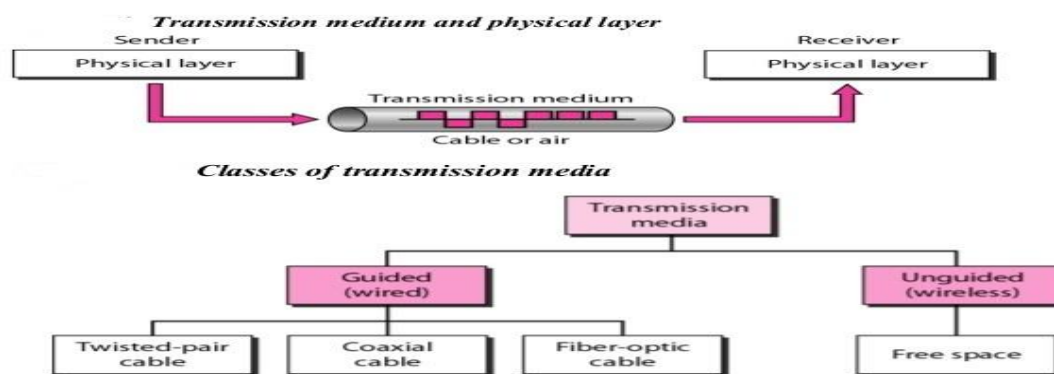 Transmission medium and physical layer
Sender
Receiver
Physical layer
Physical layer
Transmission medium
Cable or air
Classes of transmission media
Transmission
media
Guided
(wired)
Unguided
(wireless)
Twisted-pair
cable
Coaxial
cable
Fiber-optic
cable
Free space